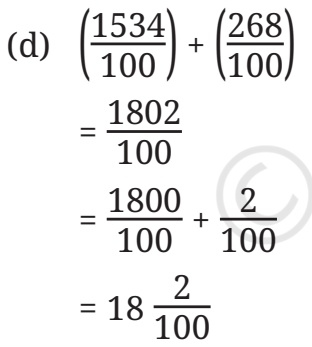 (d) (1534/100) + (268/100)
= 1802/100
= 1800/100 + 2/100
= 18 2/100
©